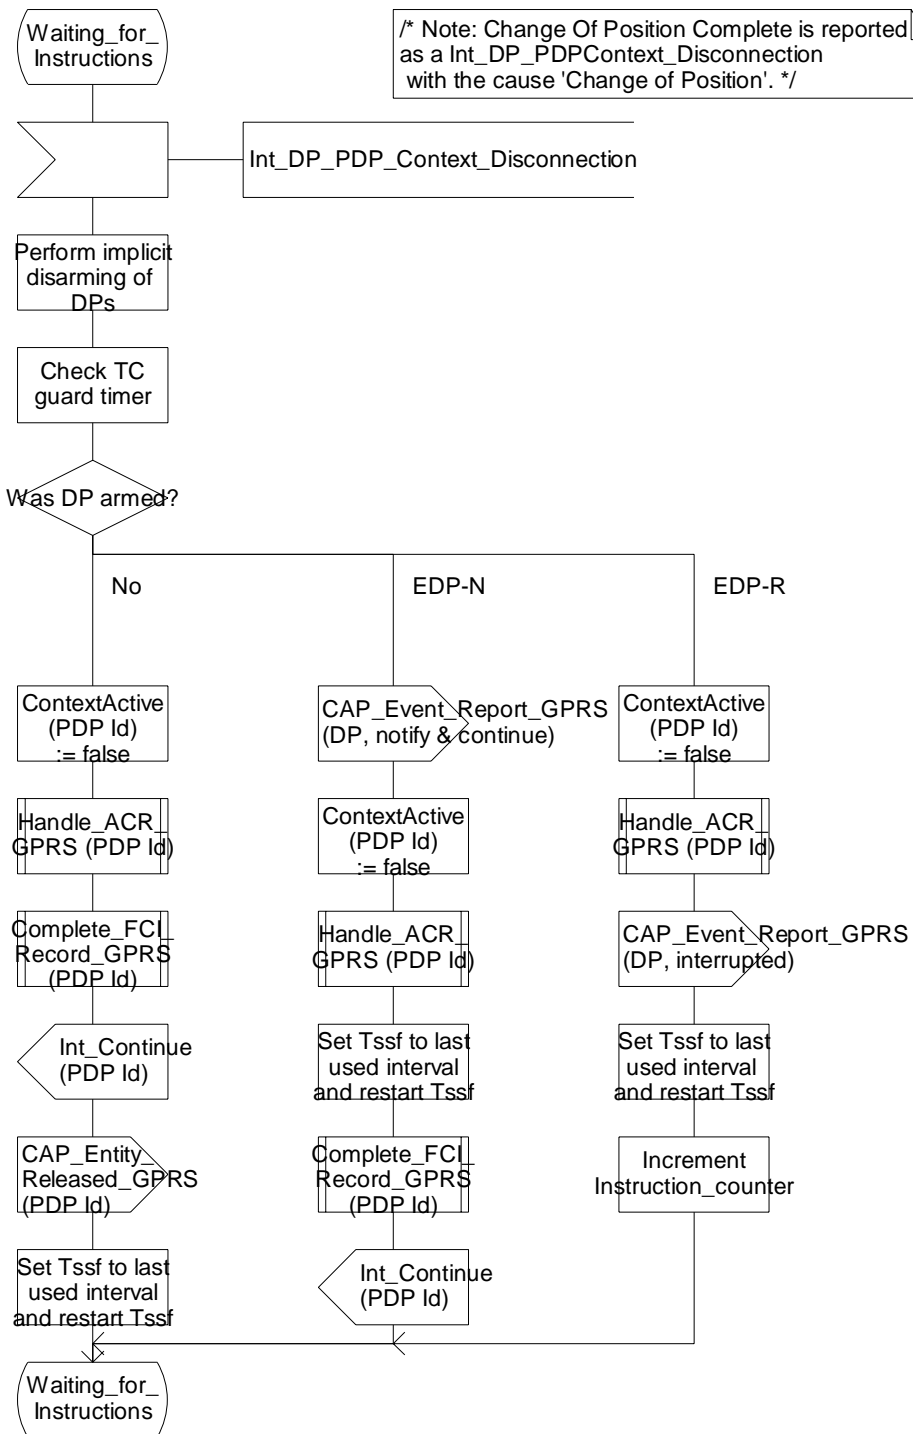 Waiting_for_
Instructions
/* Note: Change Of Position Complete is reported
as a Int_DP_PDPContext_Disconnection
with the cause 'Change of Position'. */
Int_DP_PDP_Context_Disconnection
Perform implicit
disarming of
DPs
Check TC
guard timer
Was DP armed?
No
EDP-N
EDP-R
ContextActive
(PDP Id)
:= false
CAP_Event_Report_GPRS
(DP, notify & continue)
ContextActive
(PDP Id)
:= false
Handle_ACR_
GPRS (PDP Id)
ContextActive
(PDP Id)
:= false
Handle_ACR_
GPRS (PDP Id)
Complete_FCI_
Record_GPRS
(PDP Id)
Handle_ACR_
GPRS (PDP Id)
CAP_Event_Report_GPRS
(DP, interrupted)
Int_Continue
(PDP Id)
Set Tssf to last
used interval
and restart Tssf
Set Tssf to last
used interval
and restart Tssf
CAP_Entity_
Released_GPRS
(PDP Id)
Complete_FCI_
Record_GPRS
(PDP Id)
Increment
Instruction_counter
Set Tssf to last
used interval
and restart Tssf
Int_Continue
(PDP Id)
Waiting_for_
Instructions